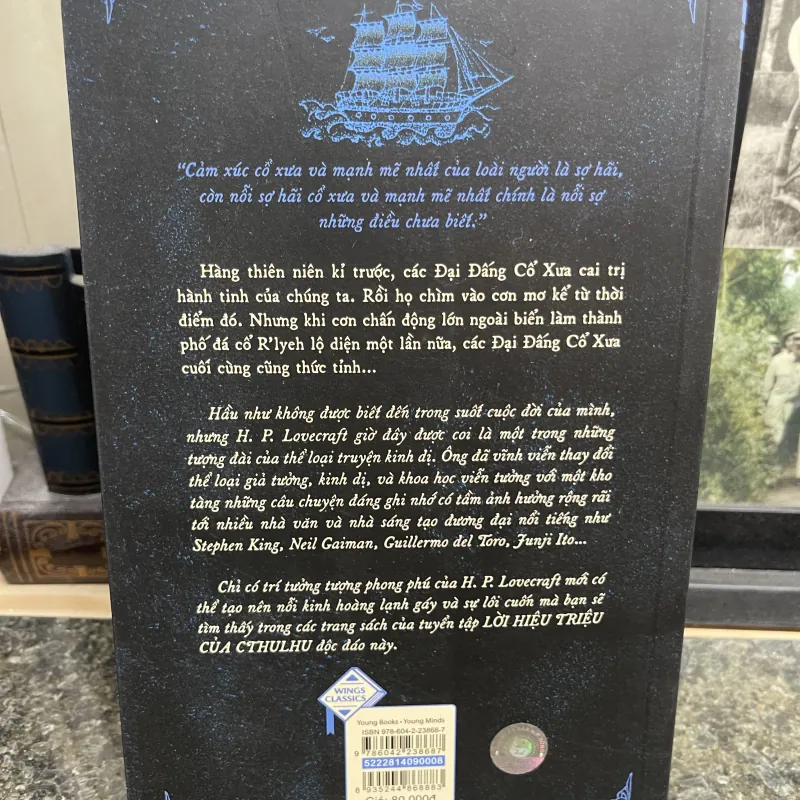 “Cảm xúc cổ xưa và mạnh mẽ nhất của loài người là sợ hãi,
còn nỗi sợ hãi cổ xưa và mạnh mẽ nhất chính là nỗi sợ
những điều chưa biết.”
Hàng thiên niên kỉ trước, các Đại Đấng Cổ Xưa cai trị
hành tinh của chúng ta. Rồi họ chìm vào cơn mơ kể từ thời
điểm đó. Nhưng khi cơn chấn động lớn ngoài biển làm thành
phố đá cổ R’lyeh lộ diện một lần nữa, các Đại Đấng Cổ Xưa
cuối cùng cũng thức tỉnh...
Hầu như không được biết đến trong suốt cuộc đời của mình,
nhưng H. P. Lovecraft giờ đây được coi là một trong những
tượng đài của thể loại truyện kinh dị. Ông đã vĩnh viễn thay đổi
thể loại giả tưởng, kinh dị, và khoa học viễn tưởng với một kho
tàng những câu chuyện đáng ghi nhớ có tầm ảnh hưởng rộng rãi
tới nhiều nhà văn và nhà sáng tạo đương đại nổi tiếng như
Stephen King, Neil Gaiman, Guillermo del Toro, Junji Ito...
Chỉ có trí tưởng tượng phong phú của H. P. Lovecraft mới có
thể tạo nên nỗi kinh hoàng lạnh gáy và sự lôi cuốn mà bạn sẽ
tìm thấy trong các trang sách của tuyển tập LỜI HIỆU TRIỆU
CỦA CTHULHU độc đáo này.
WINGS
CLASSICS
Young Books • Young Minds
ISBN 978-604-2-23868-7
9 786042 238687
5222814090008
8 935244 868883
Giá: 80.000đ